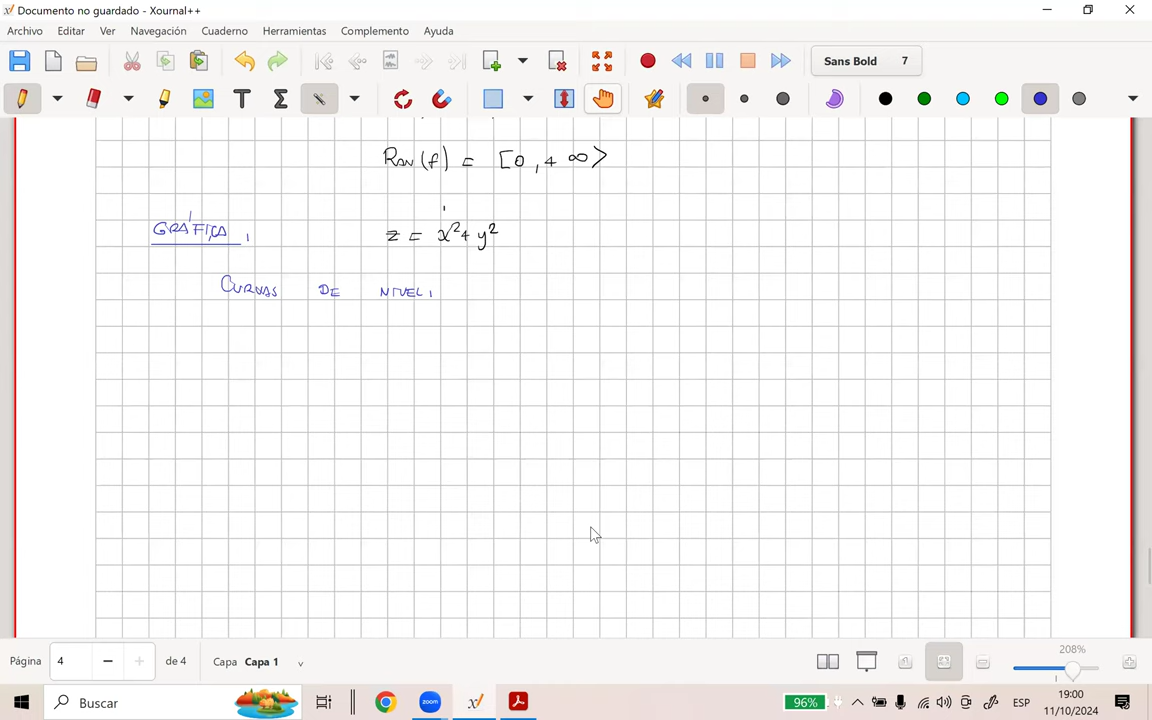 Documento no guardado - Xournal++
Archivo Editar Ver Navegación Cuaderno Herramientas Complemento Ayuda
Sans Bold 7
Ran(f) = [0, +∞>
GRÁFICA. z = x²+y²
CURVAS DE NIVEL.
Página 4 de 4 Capa Capa 1 208%
Buscar zoom 96% ESP 19:00
11/10/2024